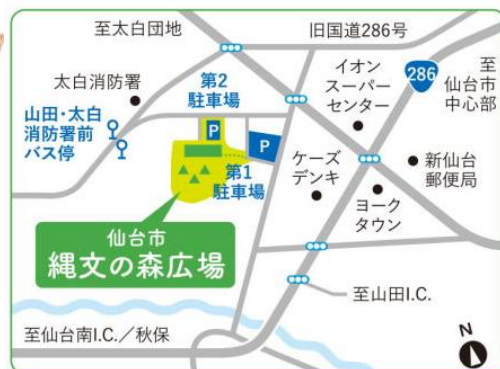 至太白団地
旧国道286号
太白消防署
第2
駐車場
イオン
スーパー
センター
286
至
仙台市
中心部
山田・太白
消防署前
バス停
P
P
第1
駐車場
ケーズ
デンキ
新仙台
郵便局
ヨーク
タウン
仙台市
縄文の森広場
至山田I.C.
至仙台南I.C.／秋保
N